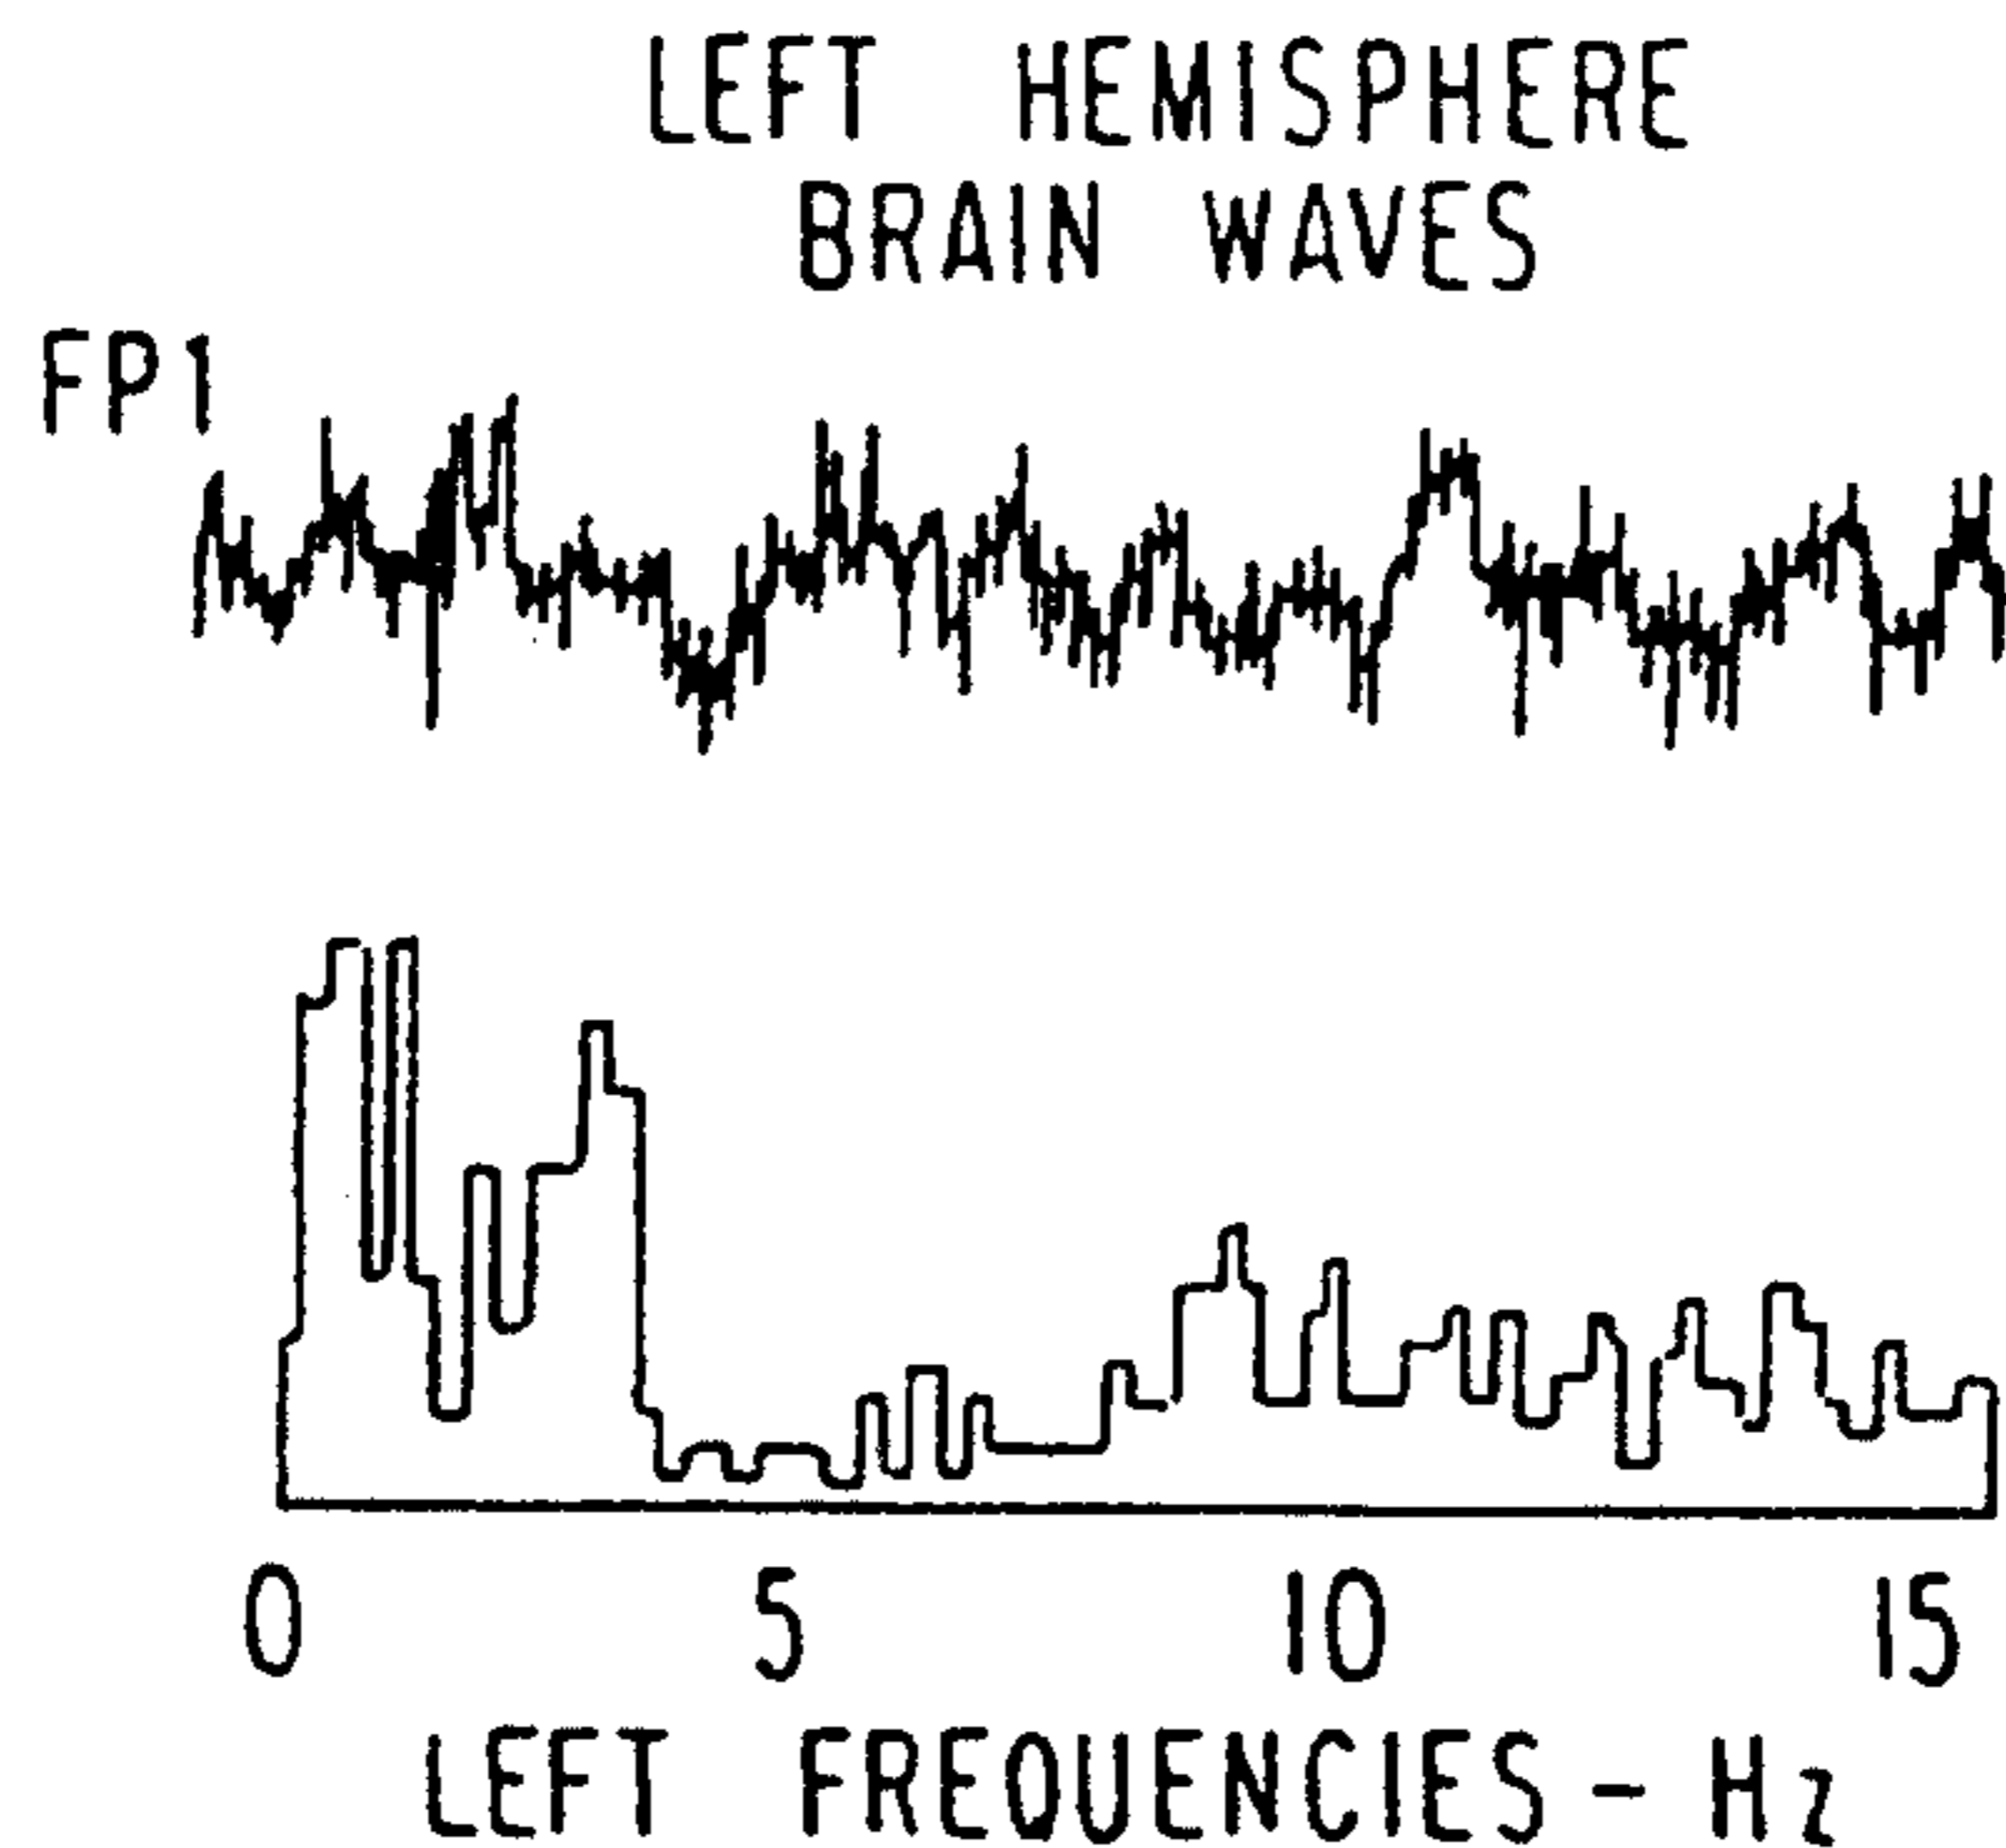 LEFT HEMISPHERE
BRAIN WAVES
FP1
0 5 10 15
LEFT FREQUENCIES - Hz